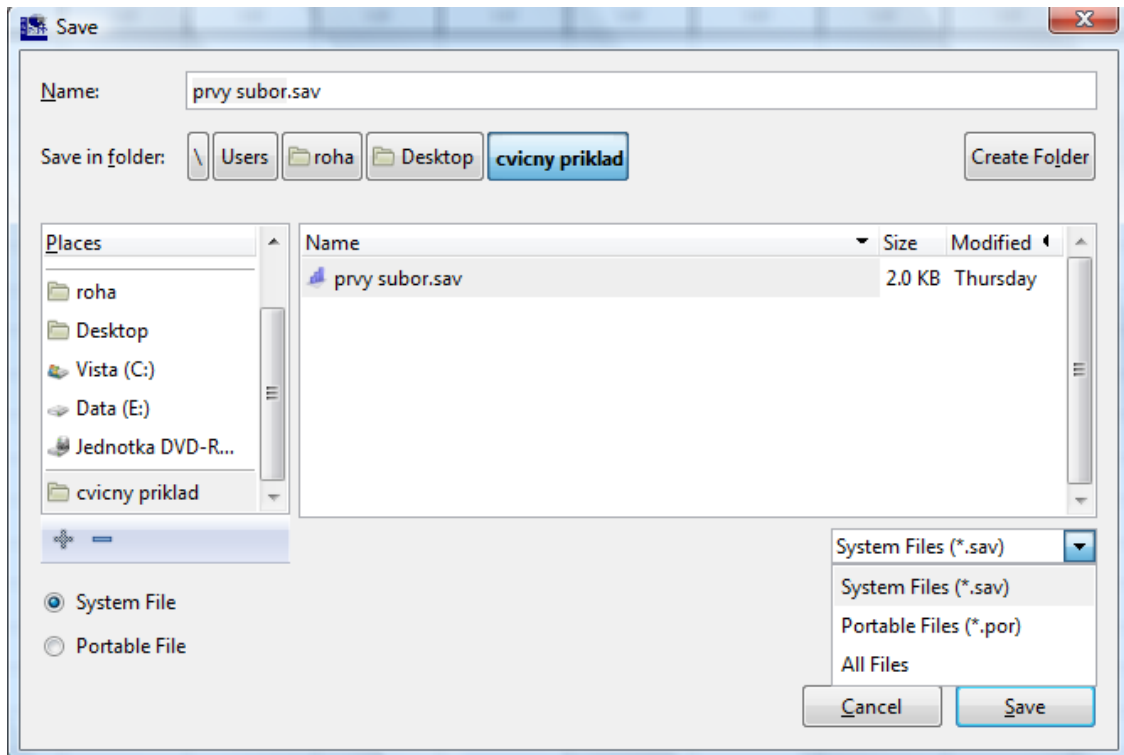 Save
Name: prvy subor.sav
Save in folder: \ Users roha Desktop cvicny priklad Create Folder
Places Name Size Modified
prvy subor.sav 2.0 KB Thursday
roha
Desktop
Vista (C:)
Data (E:)
Jednotka DVD-R...
cvicny priklad
System Files (*.sav)
System Files (*.sav)
Portable Files (*.por)
All Files
System File
Portable File
Cancel Save